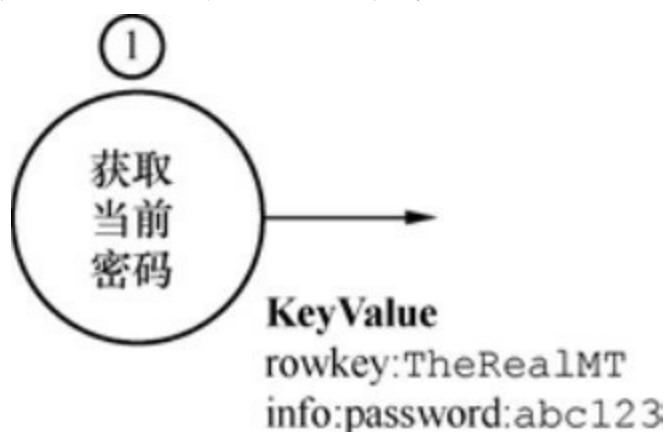 1
获取
当前
密码
KeyValue
rowkey:TheRealMT
info:password:abc123